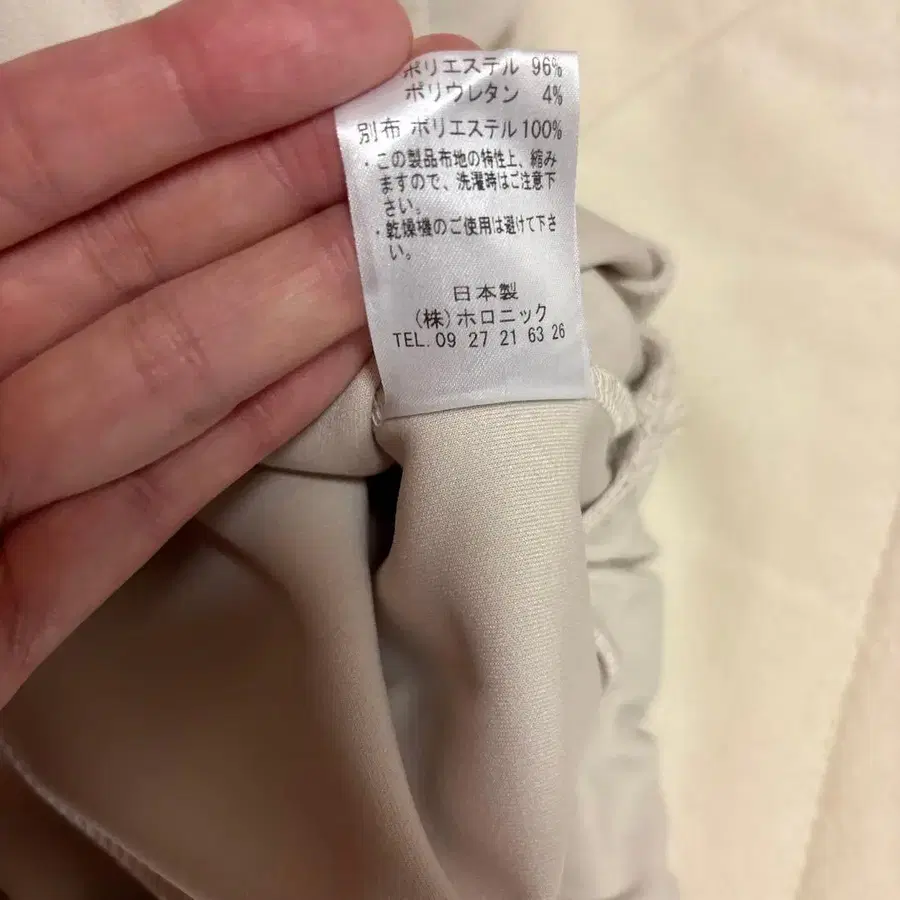 ポリエステル 96%
ポリウレタン 4%
別布 ポリエステル100%
・この製品布地の特性上、縮み
ますので、洗濯時はご注意下
さい。
・乾燥機のご使用は避けて下さ
い。
日本製
(株)ホロニック
TEL.09 27 21 63 26